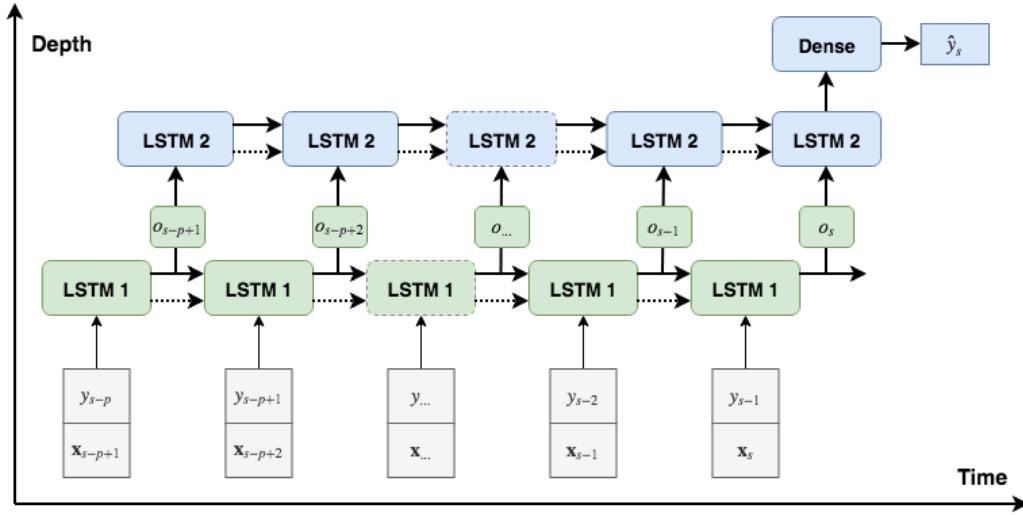 Depth
Dense
ŷ_s
LSTM 2 LSTM 2 LSTM 2 LSTM 2 LSTM 2
o_{s-p+1} o_{s-p+2} o_{...} o_{s-1} o_s
LSTM 1 LSTM 1 LSTM 1 LSTM 1 LSTM 1
y_{s-p} y_{s-p+1} y_{...} y_{s-2} y_{s-1}
x_{s-p+1} x_{s-p+2} x_{...} x_{s-1} x_s
Time